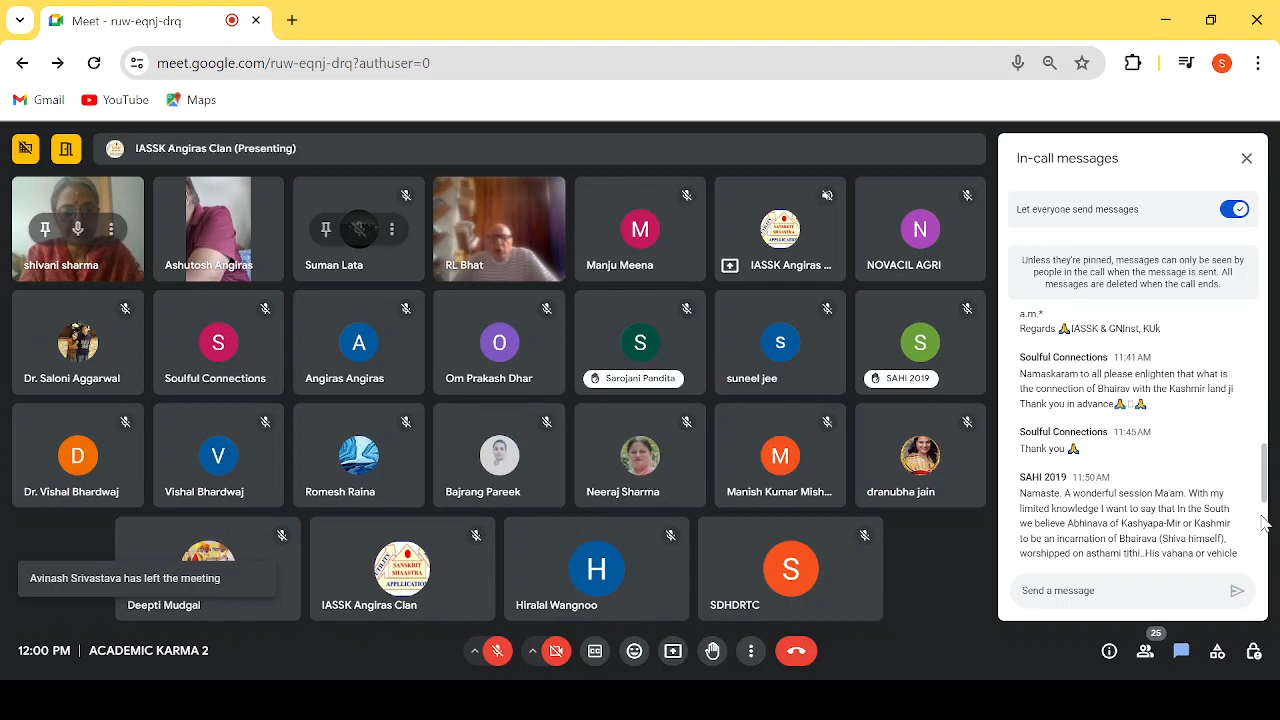 Meet - ruw-eqnj-drq
meet.google.com/ruw-eqnj-drq?authuser=0
S
Gmail
YouTube
Maps
IASSK Angiras Clan (Presenting)
shivani sharma
Ashutosh Angiras
Suman Lata
RL Bhat
M
Manju Meena
SANSKRIT
SHAASTRA
IASSK Angiras ...
N
NOVACIL AGRI
Dr. Saloni Aggarwal
S
Soulful Connections
A
Angiras Angiras
O
Om Prakash Dhar
S
Sarojani Pandita
s
suneel jee
S
SAHI 2019
D
Dr. Vishal Bhardwaj
V
Vishal Bhardwaj
Romesh Raina
Bajrang Pareek
Neeraj Sharma
M
Manish Kumar Mish...
dranubha jain
Avinash Srivastava has left the meeting
Deepti Mudgal
SANSKRIT
SHAASTRA
IASSK Angiras Clan
H
Hiralal Wangnoo
S
SDHDRTC
12:00 PM | ACADEMIC KARMA 2
25
In-call messages
Let everyone send messages
Unless they're pinned, messages can only be seen by
people in the call when the message is sent. All
messages are deleted when the call ends.
a.m.*
Regards 🙏IASSK & GNInst, KUk
Soulful Connections 11:41 AM
Namaskaram to all please enlighten that what is
the connection of Bhairav with the Kashmir land ji
Thank you in advance🙏🙏
Soulful Connections 11:45 AM
Thank you 🙏
SAHI 2019 11:50 AM
Namaste. A wonderful session Ma'am. With my
limited knowledge I want to say that In the South
we believe Abhinava of Kashyapa-Mir or Kashmir
to be an incarnation of Bhairava (Shiva himself),
worshipped on asthami tithi..His vahana or vehicle
Send a message